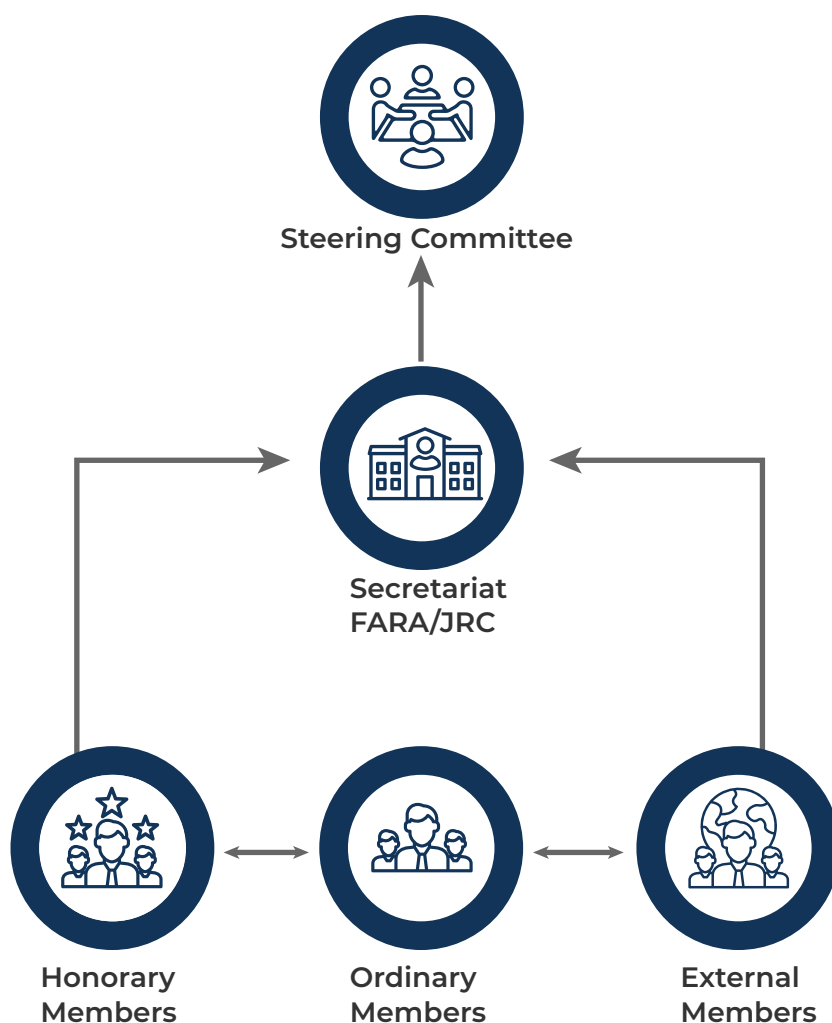 Steering Committee
Secretariat
FARA/JRC
Honorary
Members
Ordinary
Members
External
Members